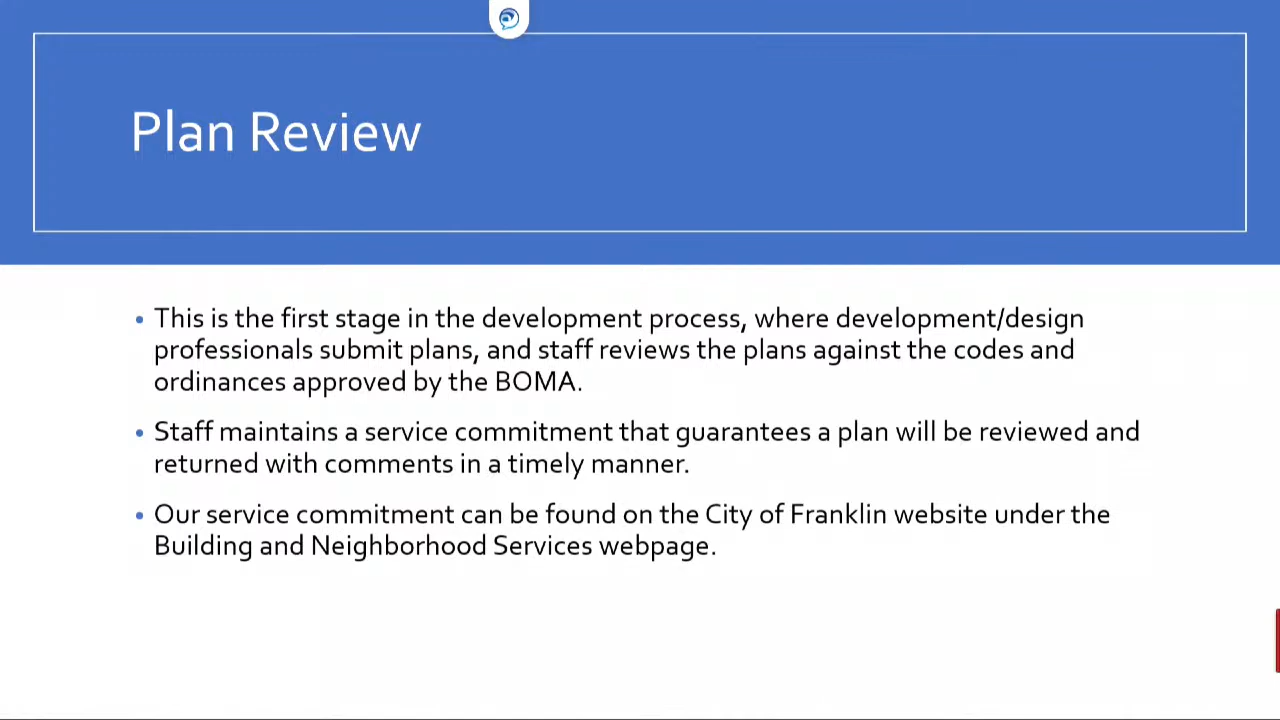 Plan Review
• This is the first stage in the development process, where development/design
professionals submit plans, and staff reviews the plans against the codes and
ordinances approved by the BOMA.
• Staff maintains a service commitment that guarantees a plan will be reviewed and
returned with comments in a timely manner.
• Our service commitment can be found on the City of Franklin website under the
Building and Neighborhood Services webpage.